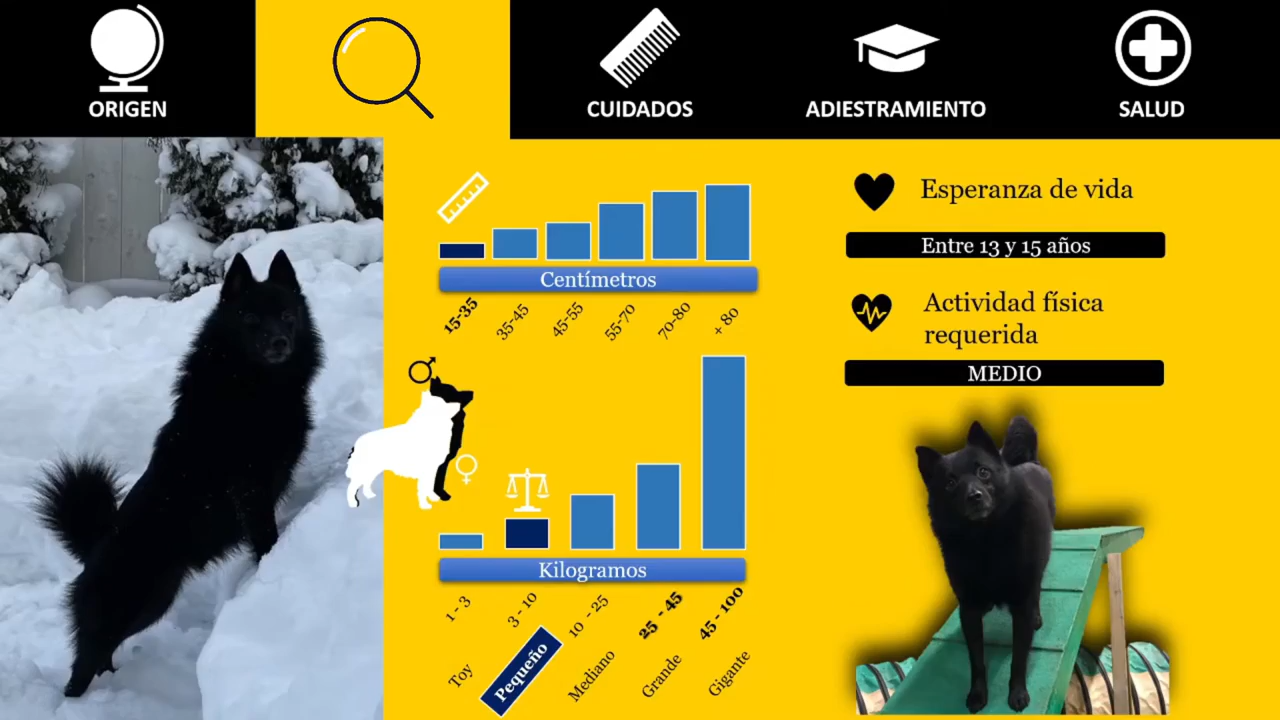 ORIGEN
CUIDADOS
ADIESTRAMIENTO
SALUD
Centímetros
15-35
35-45
45-55
55-70
70-80
+ 80
Kilogramos
1 - 3
3 - 10
10 - 25
25 - 45
45 - 100
Toy
Pequeño
Mediano
Grande
Gigante
Esperanza de vida
Entre 13 y 15 años
Actividad física
requerida
MEDIO